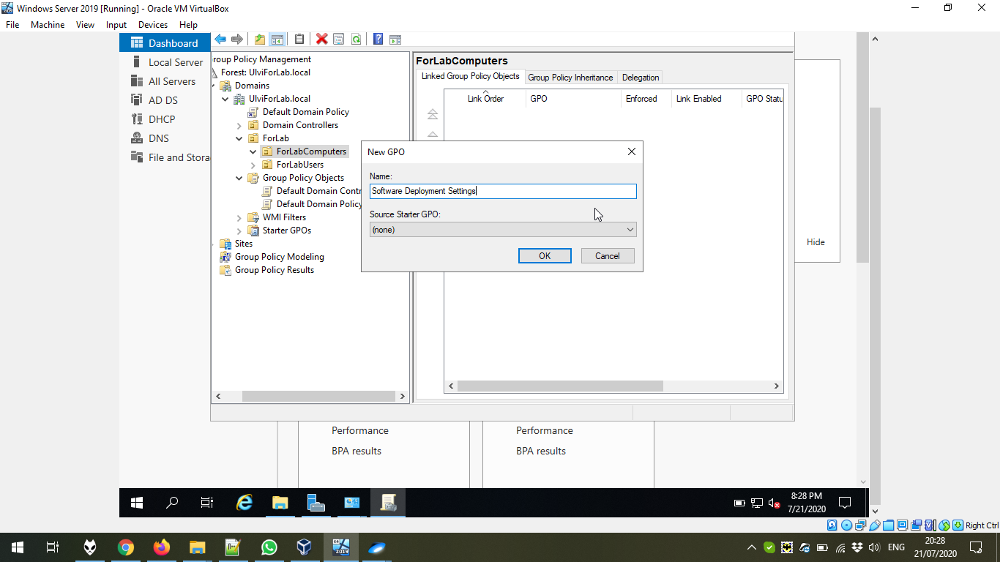 Windows Server 2019 [Running] - Oracle VM VirtualBox
File Machine View Input Devices Help
Dashboard
Local Server
All Servers
AD DS
DHCP
DNS
File and Stora
roup Policy Management
Forest: UlviForLab.local
Domains
UlviForLab.local
Default Domain Policy
Domain Controllers
ForLab
ForLabComputers
ForLabUsers
Group Policy Objects
Default Domain Contr
Default Domain Policy
WMI Filters
Starter GPOs
Sites
Group Policy Modeling
Group Policy Results
ForLabComputers
Linked Group Policy Objects Group Policy Inheritance Delegation
Link Order GPO Enforced Link Enabled GPO Statu
New GPO
Name:
Software Deployment Settings
Source Starter GPO:
(none)
OK Cancel
Hide
Performance Performance
BPA results BPA results
8:28 PM
7/21/2020
Right Ctrl
2019
ENG
20:28
21/07/2020